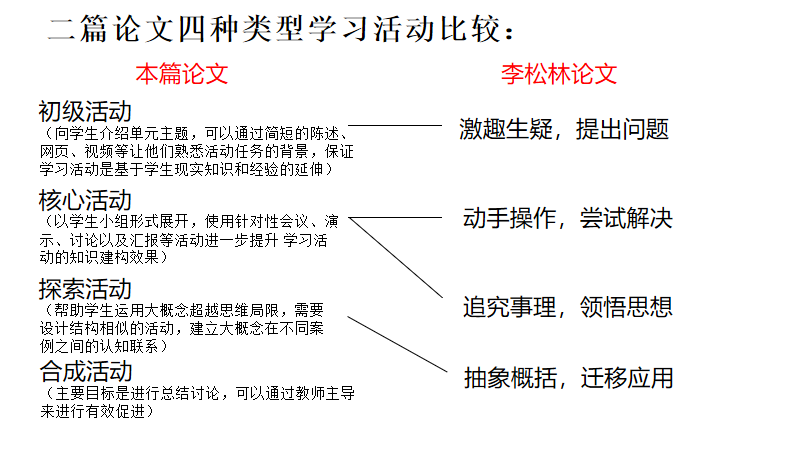 二篇论文四种类型学习活动比较：
本篇论文
李松林论文
初级活动
（向学生介绍单元主题，可以通过简短的陈述、
网页、视频等让他们熟悉活动任务的背景，保证
学习活动是基于学生现实知识和经验的延伸）
激趣生疑，提出问题
核心活动
（以学生小组形式展开，使用针对性会议、演
示、讨论以及汇报等活动进一步提升 学习活
动的知识建构效果）
动手操作，尝试解决
探索活动
（帮助学生运用大概念超越思维局限，需要
设计结构相似的活动，建立大概念在不同案
例之间的认知联系）
追究事理，领悟思想
合成活动
（主要目标是进行总结讨论，可以通过教师主导
来进行有效促进）
抽象概括，迁移应用